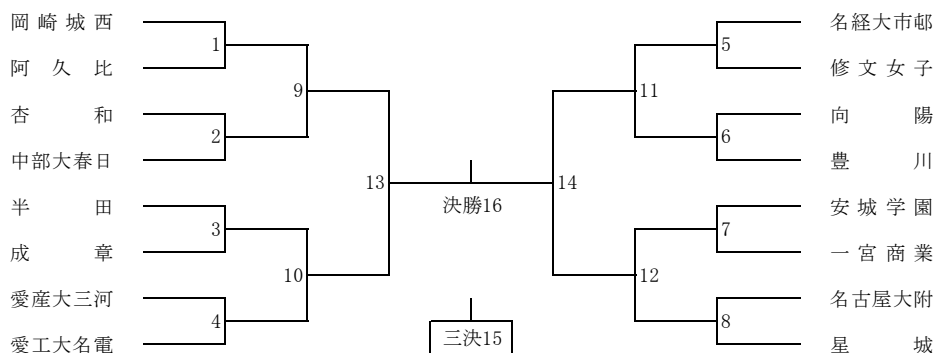 岡崎城西
阿久比
杏和
中部大春日
半田
成章
愛産大三河
愛工大名電
1
2
3
4
9
10
13
決勝16
三決15
14
11
12
5
6
7
8
名経大市邨
修文女子
向陽
豊川
安城学園
一宮商業
名古屋大附
星城